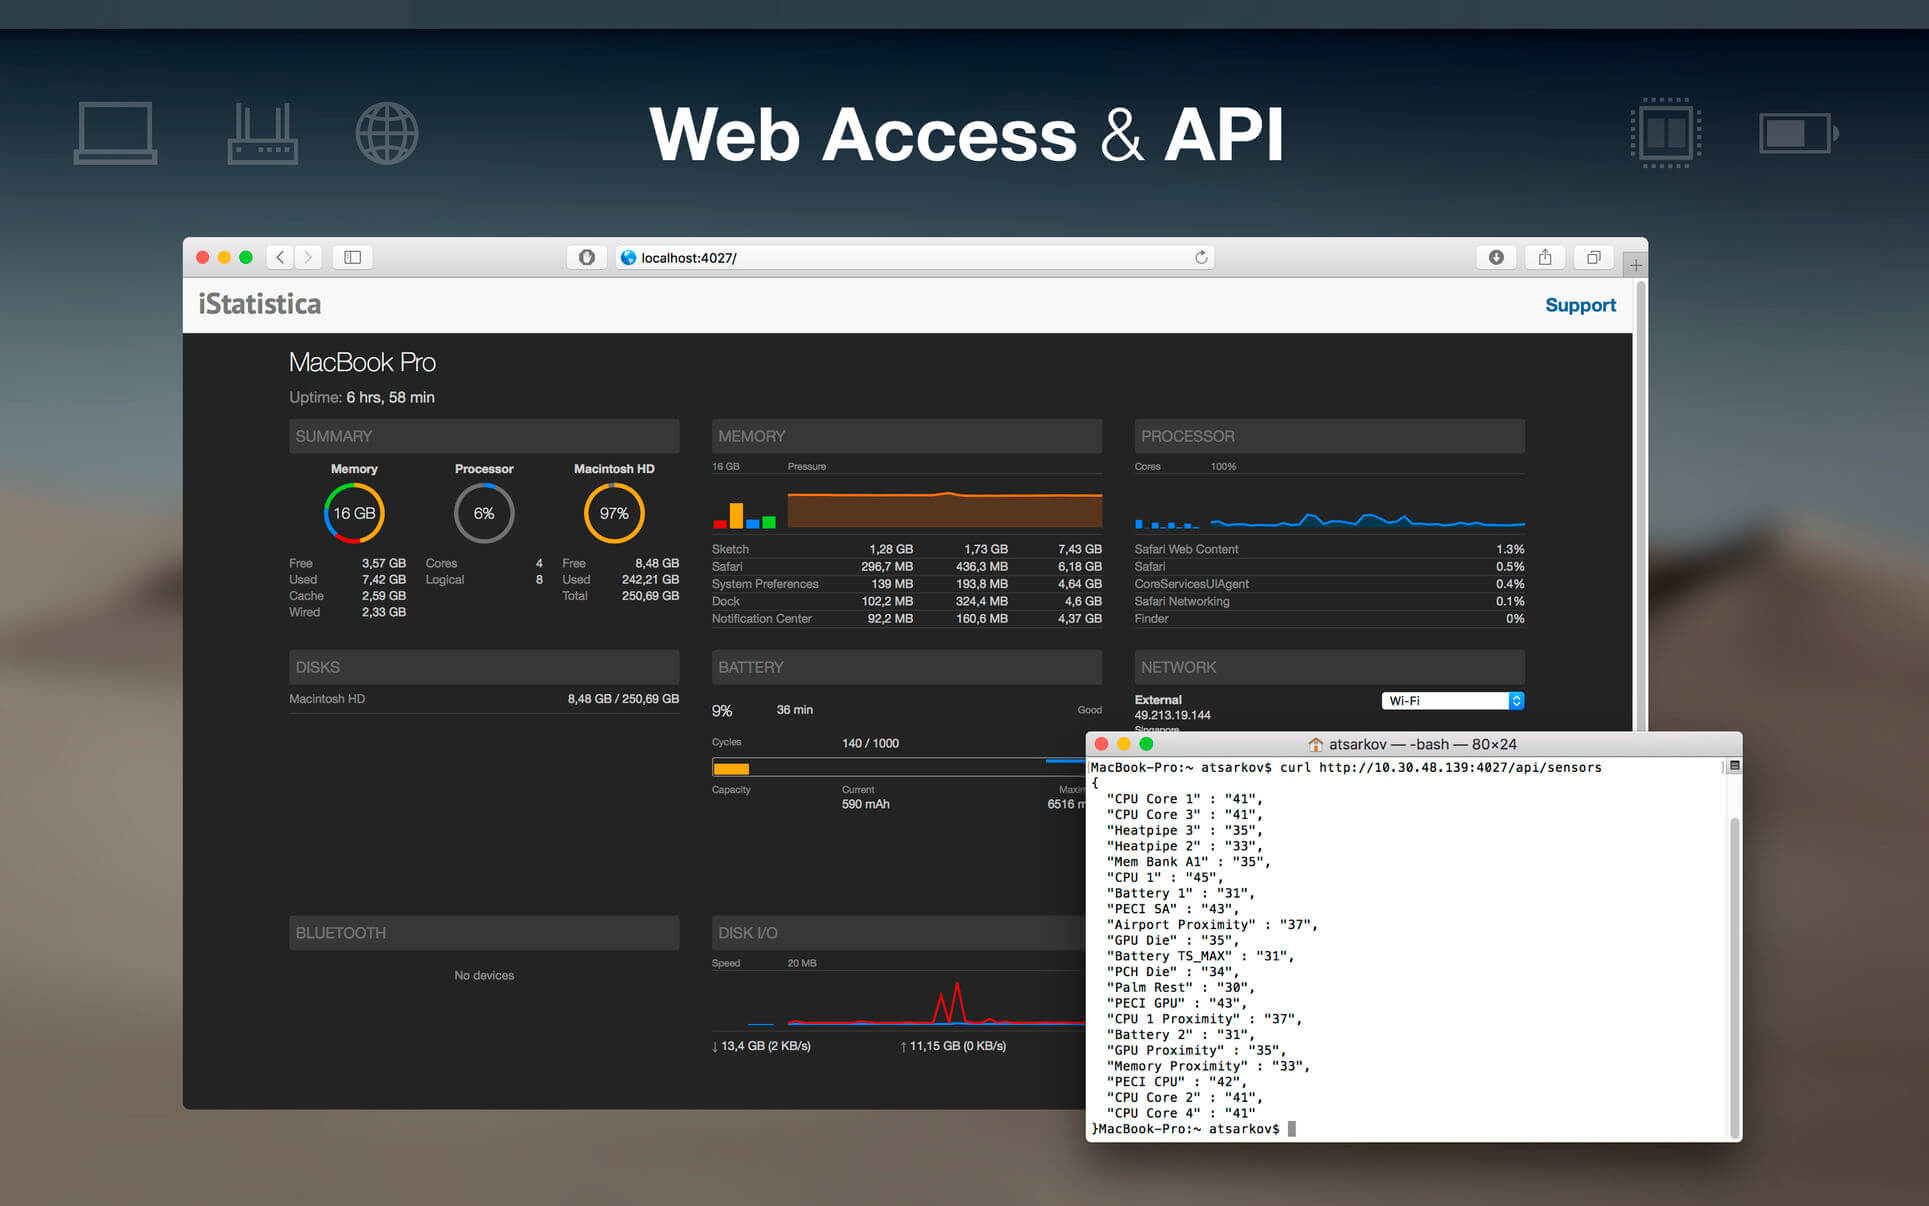 Web Access & API
localhost:4027/
iStatistica
Support
MacBook Pro
Uptime: 6 hrs, 58 min
SUMMARY
Memory Processor Macintosh HD
16 GB 6% 97%
Free 3,57 GB Cores 4 Free 8,48 GB
Used 7,42 GB Logical 8 Used 242,21 GB
Cache 2,59 GB Total 250,69 GB
Wired 2,33 GB
MEMORY
16 GB Pressure
Sketch 1,28 GB 1,73 GB 7,43 GB
Safari 296,7 MB 436,3 MB 6,18 GB
System Preferences 139 MB 193,8 MB 4,64 GB
Dock 102,2 MB 324,4 MB 4,6 GB
Notification Center 92,2 MB 160,6 MB 4,37 GB
PROCESSOR
Cores 100%
Safari Web Content 1.3%
Safari 0.5%
CoreServicesUIAgent 0.4%
Safari Networking 0.1%
Finder 0%
DISKS
Macintosh HD 8,48 GB / 250,69 GB
BATTERY
9% 36 min Good
Cycles 140 / 1000
Capacity Current
590 mAh 6516
NETWORK
External Wi-Fi
49.213.19.144
Singapore
BLUETOOTH
No devices
DISK I/O
Speed 20 MB
↓ 13,4 GB (2 KB/s) ↑ 11,15 GB (0 KB/s)
atsarkov — -bash — 80×24
[MacBook-Pro:~ atsarkov$ curl http://10.30.48.139:4027/api/sensors ]
{
"CPU Core 1" : "41",
"CPU Core 3" : "41",
"Heatpipe 3" : "35",
"Heatpipe 2" : "33",
"Mem Bank A1" : "35",
"CPU 1" : "45",
"Battery 1" : "31",
"PECI SA" : "43",
"Airport Proximity" : "37",
"GPU Die" : "35",
"Battery TS_MAX" : "31",
"PCH Die" : "34",
"Palm Rest" : "30",
"PECI GPU" : "43",
"CPU 1 Proximity" : "37",
"Battery 2" : "31",
"GPU Proximity" : "35",
"Memory Proximity" : "33",
"PECI CPU" : "42",
"CPU Core 2" : "41",
"CPU Core 4" : "41"
}MacBook-Pro:~ atsarkov$